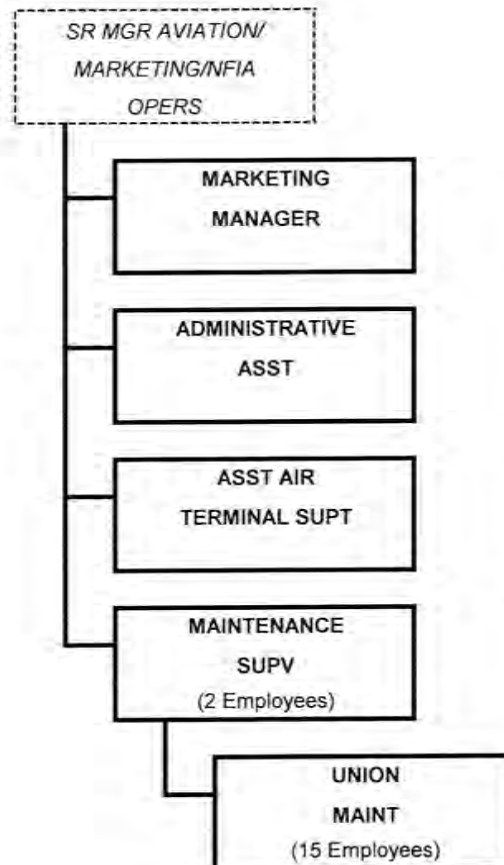 SR MGR AVIATION/
MARKETING/NFIA
OPERS
MARKETING
MANAGER
ADMINISTRATIVE
ASST
ASST AIR
TERMINAL SUPT
MAINTENANCE
SUPV
(2 Employees)
UNION
MAINT
(15 Employees)